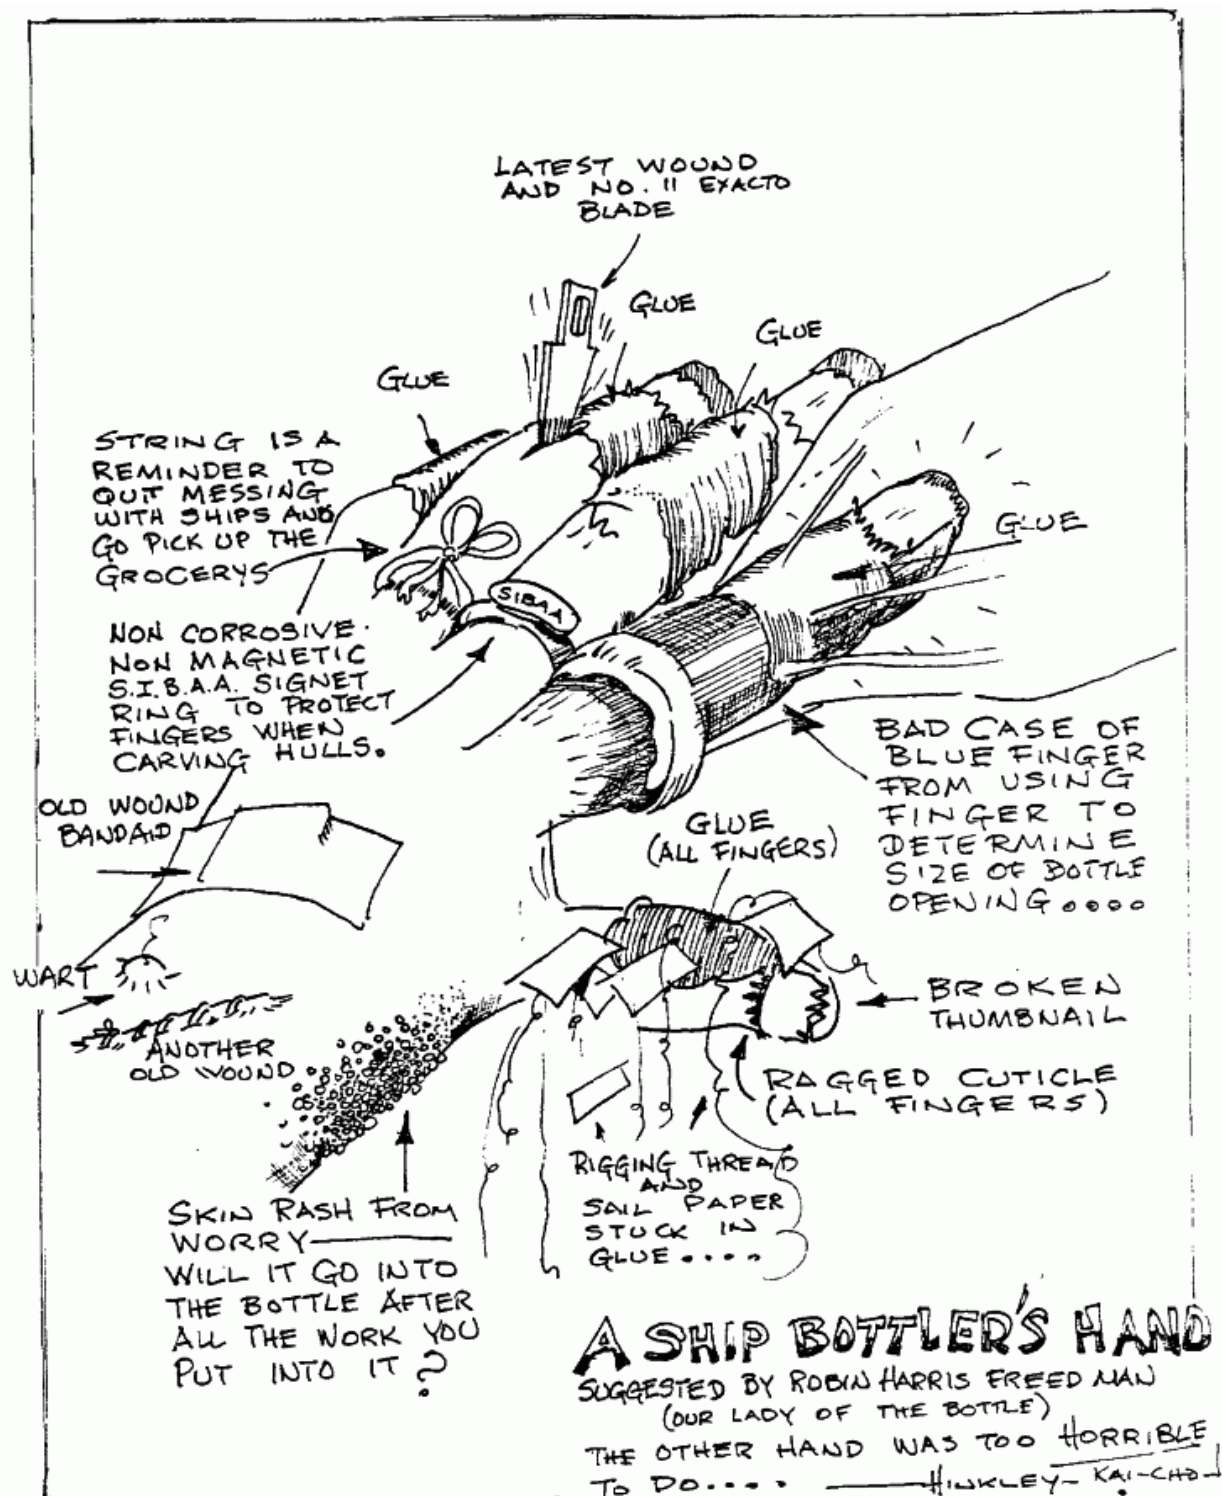 LATEST WOUND
AND NO. 11 EXACTO
BLADE
GLUE
GLUE
GLUE
STRING IS A
REMINDER TO
QUIT MESSING
WITH SHIPS AND
GO PICK UP THE
GROCERYS
GLUE
SIBAA
NON CORROSIVE.
NON MAGNETIC
S.I.B.A.A. SIGNET
RING TO PROTECT
FINGERS WHEN
CARVING HULLS.
BAD CASE OF
BLUE FINGER
FROM USING
FINGER TO
DETERMINE
SIZE OF BOTTLE
OPENING....
OLD WOUND
BANDAID
GLUE
(ALL FINGERS)
WART
BROKEN
THUMBNAIL
ANOTHER
OLD WOUND
RAGGED CUTICLE
(ALL FINGERS)
RIGGING THREAD
AND
SAIL PAPER
STUCK IN
GLUE....
SKIN RASH FROM
WORRY—
WILL IT GO INTO
THE BOTTLE AFTER
ALL THE WORK YOU
PUT INTO IT?
A SHIP BOTTLER'S HAND
SUGGESTED BY ROBIN HARRIS FREEDMAN
(OUR LADY OF THE BOTTLE)
THE OTHER HAND WAS TOO HORRIBLE
TO DO.... —HINKLEY- KAI-CHO-